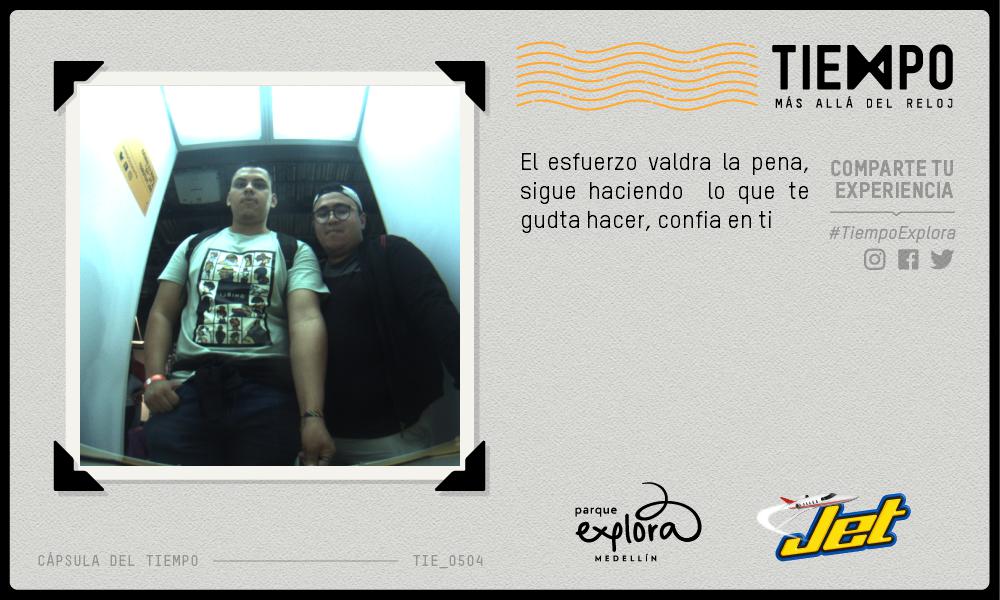 TIEMPO
MÁS ALLÁ DEL RELOJ
El esfuerzo valdra la pena,
sigue haciendo  lo que te
gudta hacer, confia en ti
COMPARTE TU
EXPERIENCIA
#TiempoExplora
parque
explora
MEDELLÍN
Jet
CÁPSULA DEL TIEMPO
TIE_0504